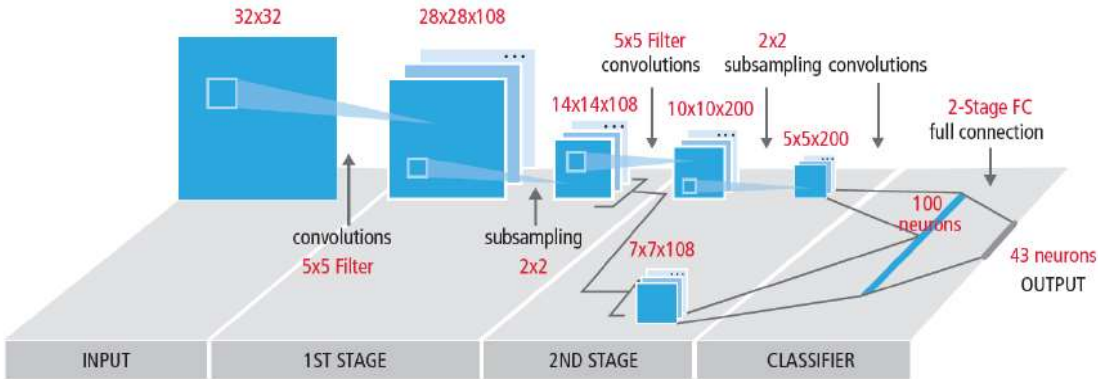 32x32
28x28x108
5x5 Filter
convolutions
2x2
subsampling
convolutions
14x14x108
10x10x200
5x5x200
2-Stage FC
full connection
convolutions
5x5 Filter
subsampling
2x2
7x7x108
100
neurons
43 neurons
OUTPUT
INPUT
1ST STAGE
2ND STAGE
CLASSIFIER